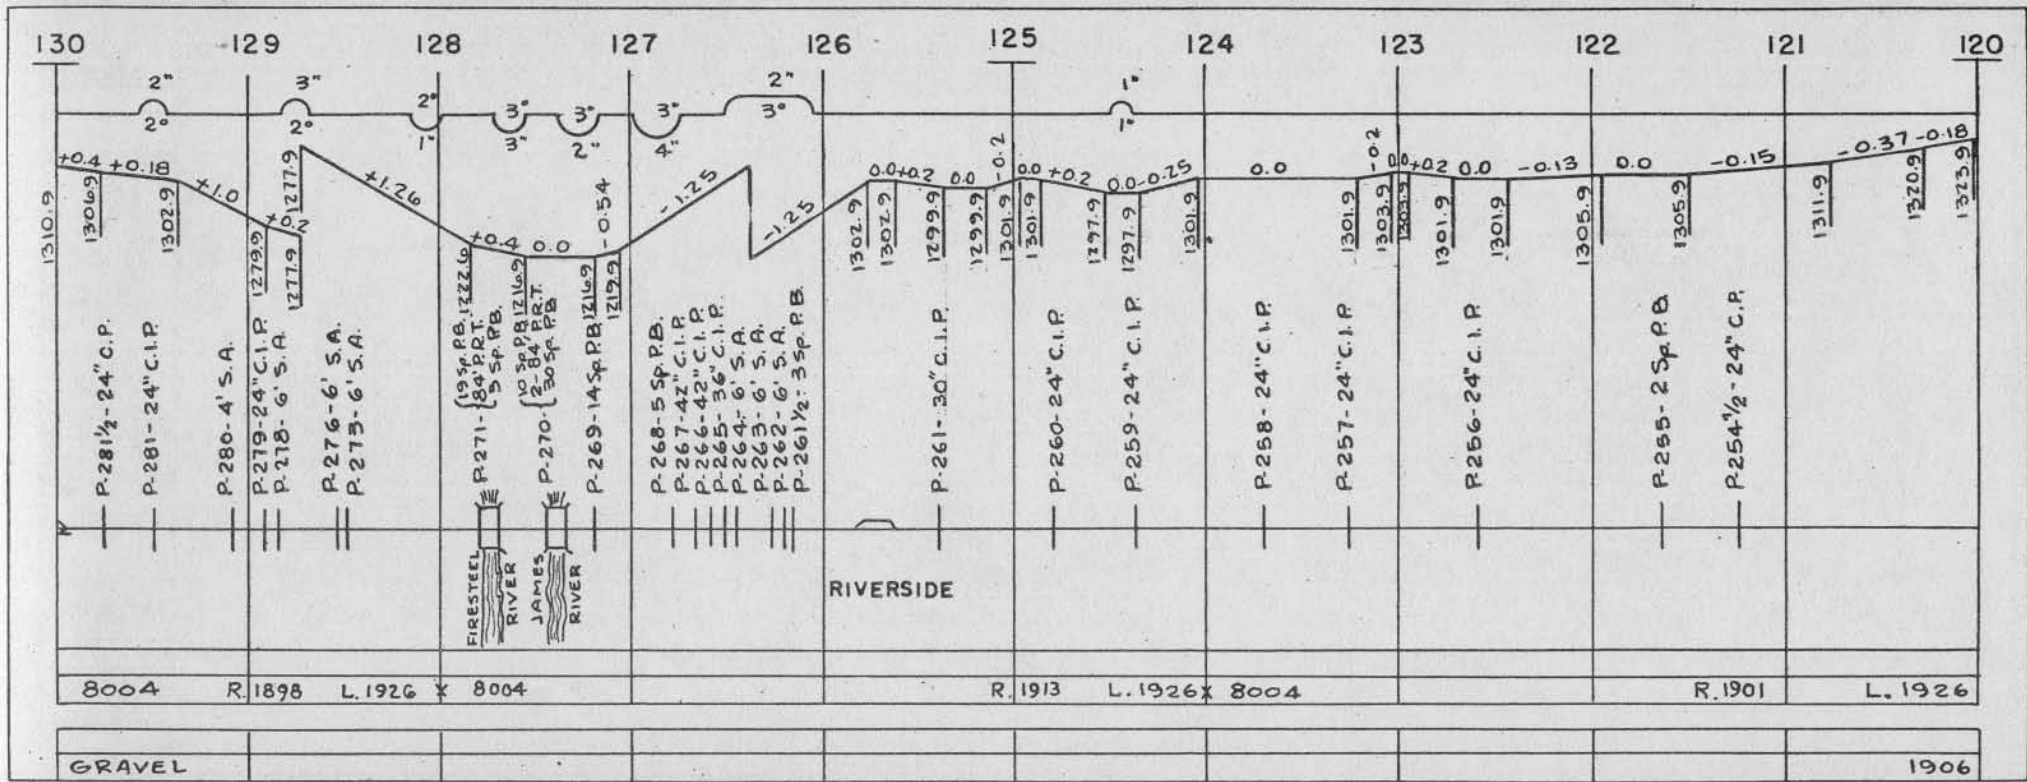 130 129 128 127 126 125 124 123 122 121 120
2" 3" 2° 3° 3° 3° 2" 1"
2° 2° 1" 3" 2" 4" 3° 1°
+0.4 +0.18 +1.0 +0.2 +1.26 +0.4 0.0 -0.54 -1.25 -1.25 0.0 +0.2 0.0 -0.2 0.0 +0.2 0.0 -0.25 0.0 -0.2 0.0 +0.2 0.0 -0.13 0.0 -0.15 -0.37 -0.18
1310.9
1306.9
1302.9
1279.9
1277.9
1277.9
1222.6
1216.9
1216.9
1219.9
1302.9
1302.9
1299.9
1299.9
1301.9
1301.9
1297.9
1297.9
1301.9
1301.9
1303.9
1303.9
1301.9
1301.9
1305.9
1305.9
1311.9
1320.9
1323.9
P-281½-24" C.I.P.
P-281-24" C.I.P.
P-280-4' S.A.
P-279-24" C.I.P.
P-278-6' S.A.
P-276-6' S.A.
P-273-6' S.A.
P-271-
19 Sp. P.B.
84' P.R.T.
3 Sp. P.B.
P-270-
10 Sp. P.B.
2-84' P.R.T.
30 Sp. P.B.
P-269-14 Sp. P.B.
P-268-5 Sp. P.B.
P-267-42" C.I.P.
P-266-42" C.I.P.
P-265-36" C.I.P.
P-264-6' S.A.
P-263-6' S.A.
P-262-6' S.A.
P-261½-3 Sp. P.B.
P-261-30" C.I.P.
P-260-24" C.I.P.
P-259-24" C.I.P.
P-258-24" C.I.P.
P-257-24" C.I.P.
P-256-24" C.I.P.
P-255-2 Sp. P.B.
P-254½-24" C.I.P.
FIRESTEEL
RIVER
JAMES
RIVER
RIVERSIDE
8004 R.1898 L.1926 X 8004 R.1913 L.1926 X 8004 R.1901 L.1926
GRAVEL 1906